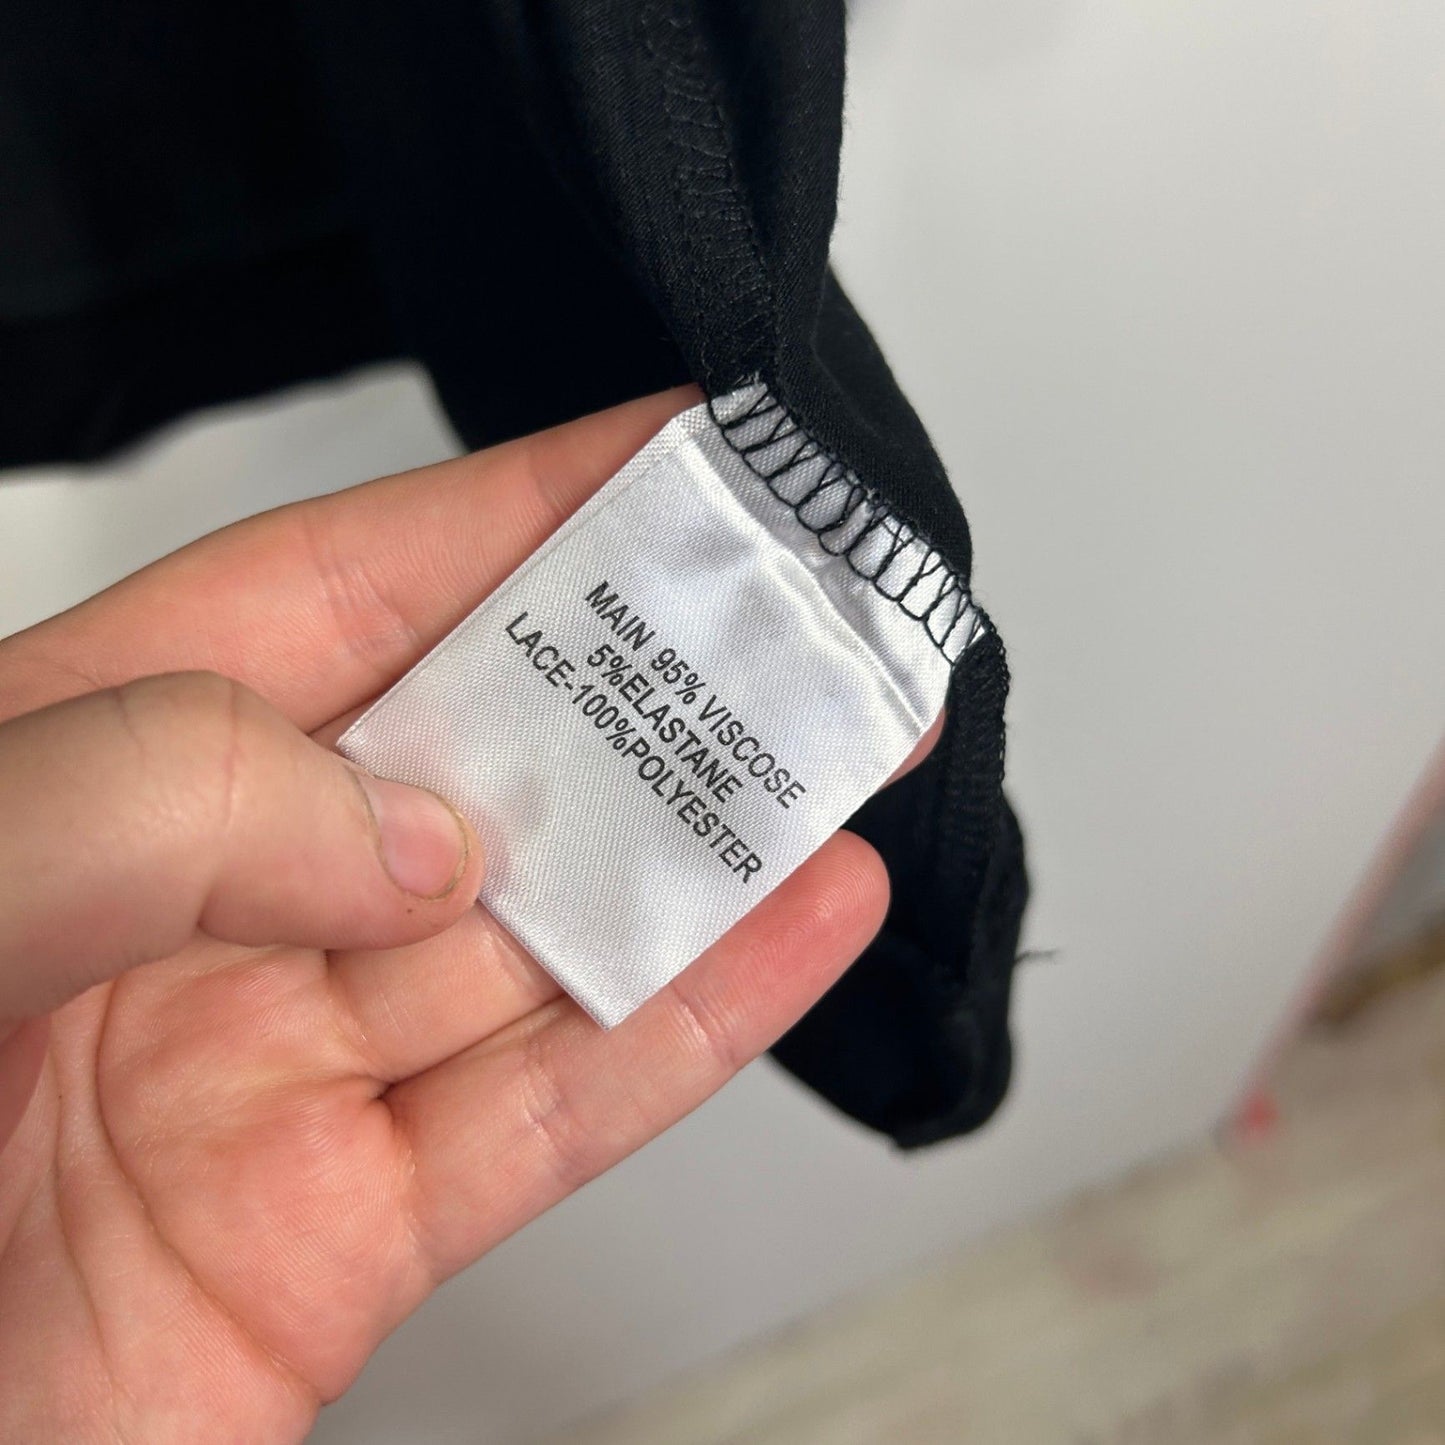 MAIN 95% VISCOSE
5%ELASTANE
LACE-100%POLYESTER